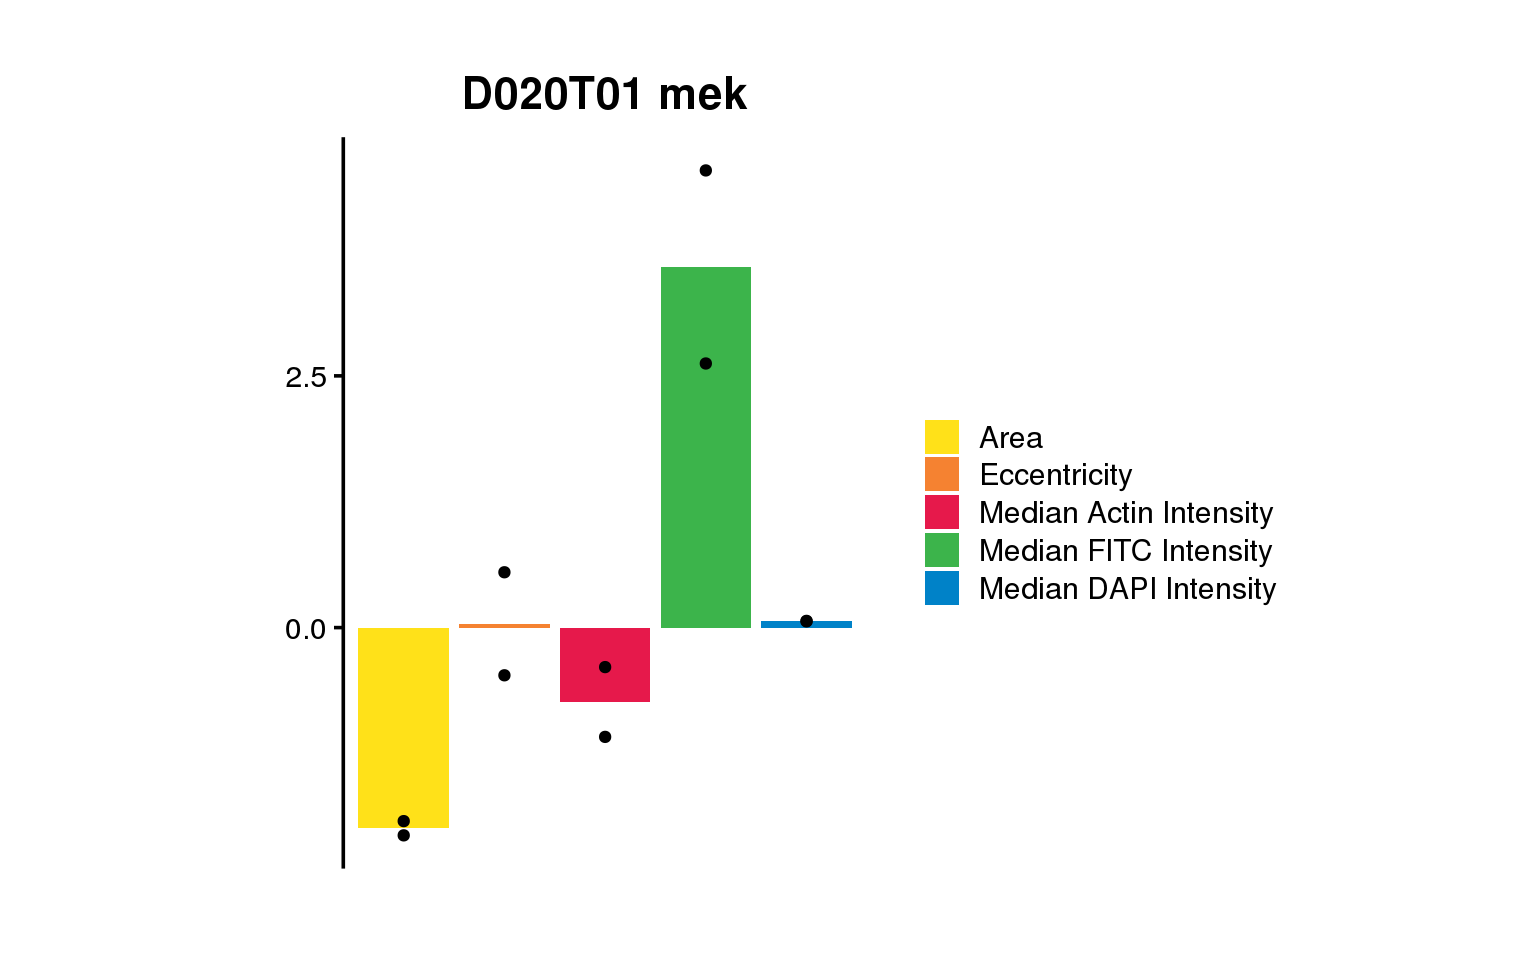 D020T01 mek
2.5
0.0
Area
Eccentricity
Median Actin Intensity
Median FITC Intensity
Median DAPI Intensity